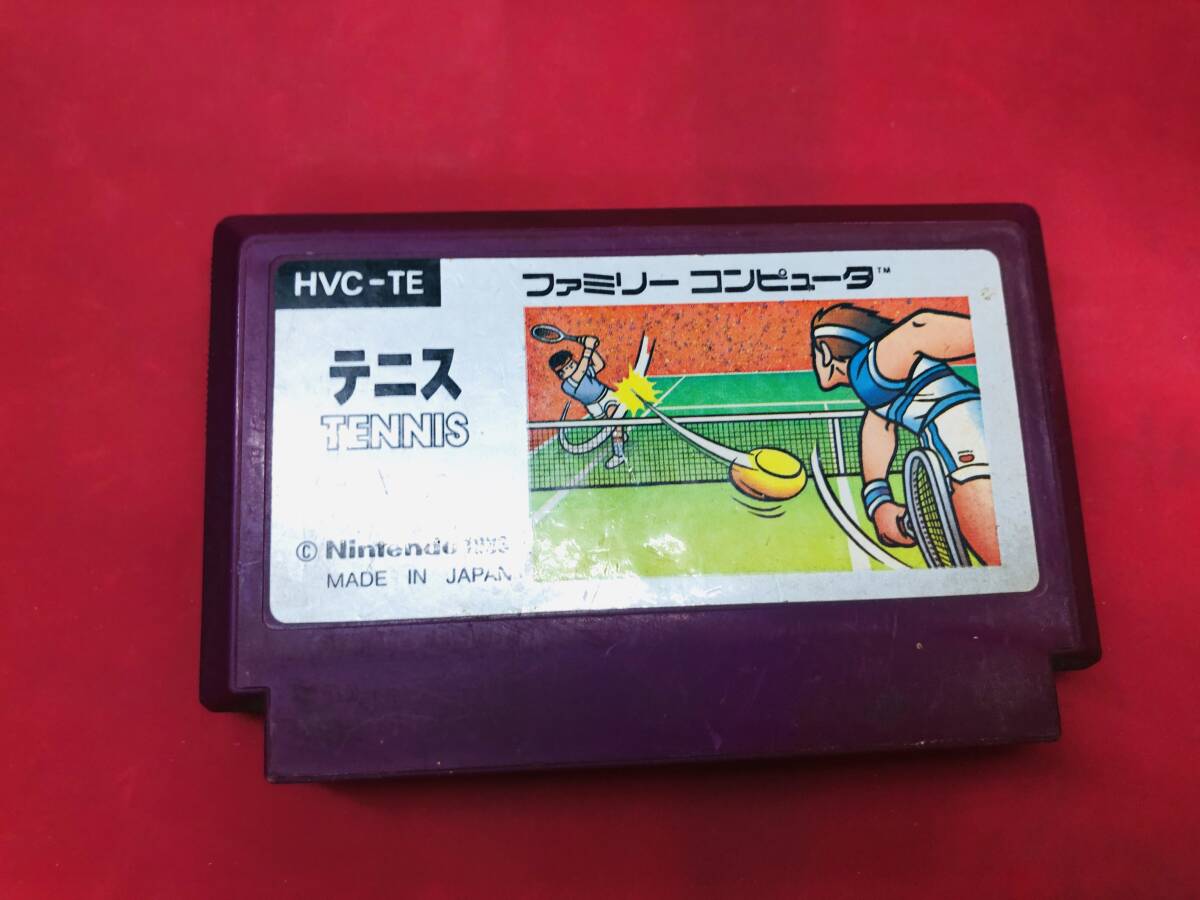 HVC-TE
ファミリー コンピュータ™
テニス
TENNIS
© Nintendo
MADE IN JAPAN